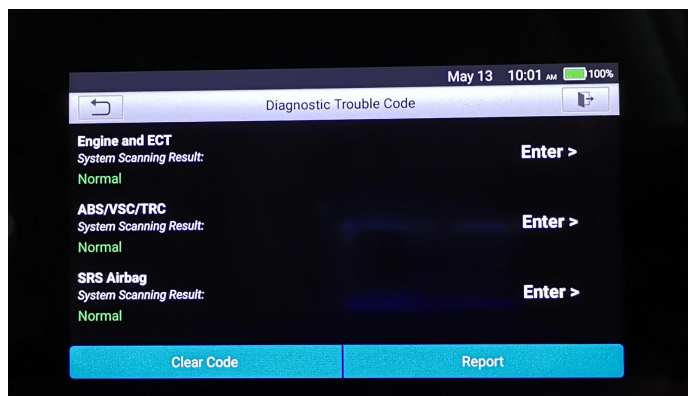 May 13 10:01 AM 100%
Diagnostic Trouble Code
Engine and ECT
System Scanning Result:
Enter >
Normal
ABS/VSC/TRC
System Scanning Result:
Enter >
Normal
SRS Airbag
System Scanning Result:
Enter >
Normal
Clear Code
Report